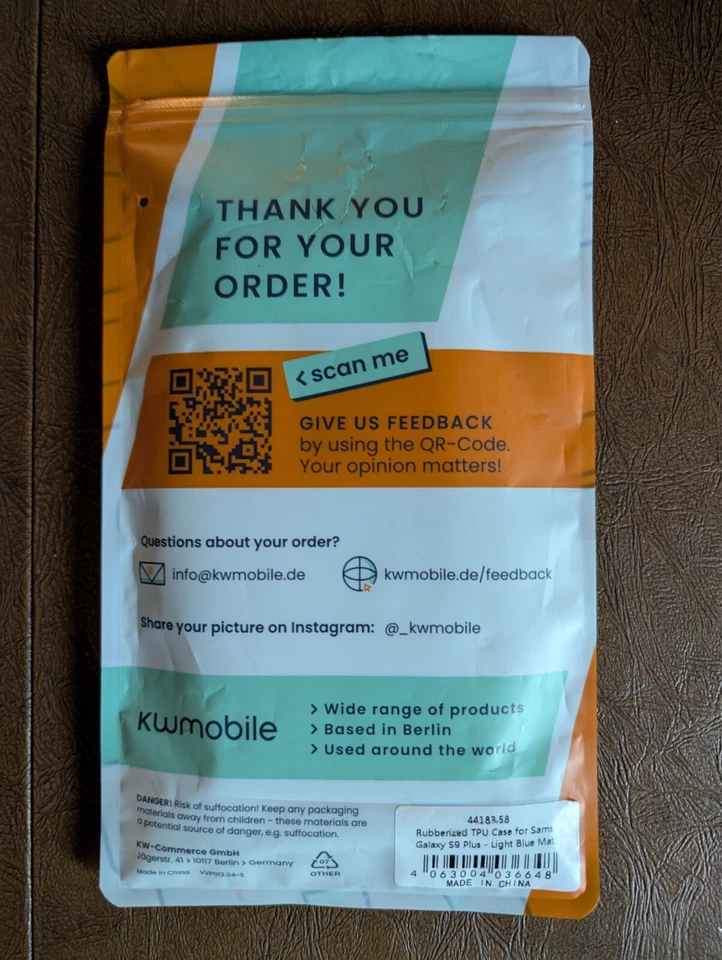 THANK YOU
FOR YOUR
ORDER!
< scan me
GIVE US FEEDBACK
by using the QR-Code.
Your opinion matters!
Questions about your order?
info@kwmobile.de
kwmobile.de/feedback
Share your picture on Instagram: @_kwmobile
kwmobile
> Wide range of products
> Based in Berlin
> Used around the world
DANGER! Risk of suffocation! Keep any packaging
materials away from children - these materials are
a potential source of danger, e.g. suffocation.
KW-Commerce GmbH
Jägerstr. 41 > 10117 Berlin > Germany
Made in China VVP013.04-S
07
OTHER
44183.58
Rubberized TPU Case for Sams
Galaxy S9 Plus - Light Blue Mat
4 063004 036648
MADE IN CHINA